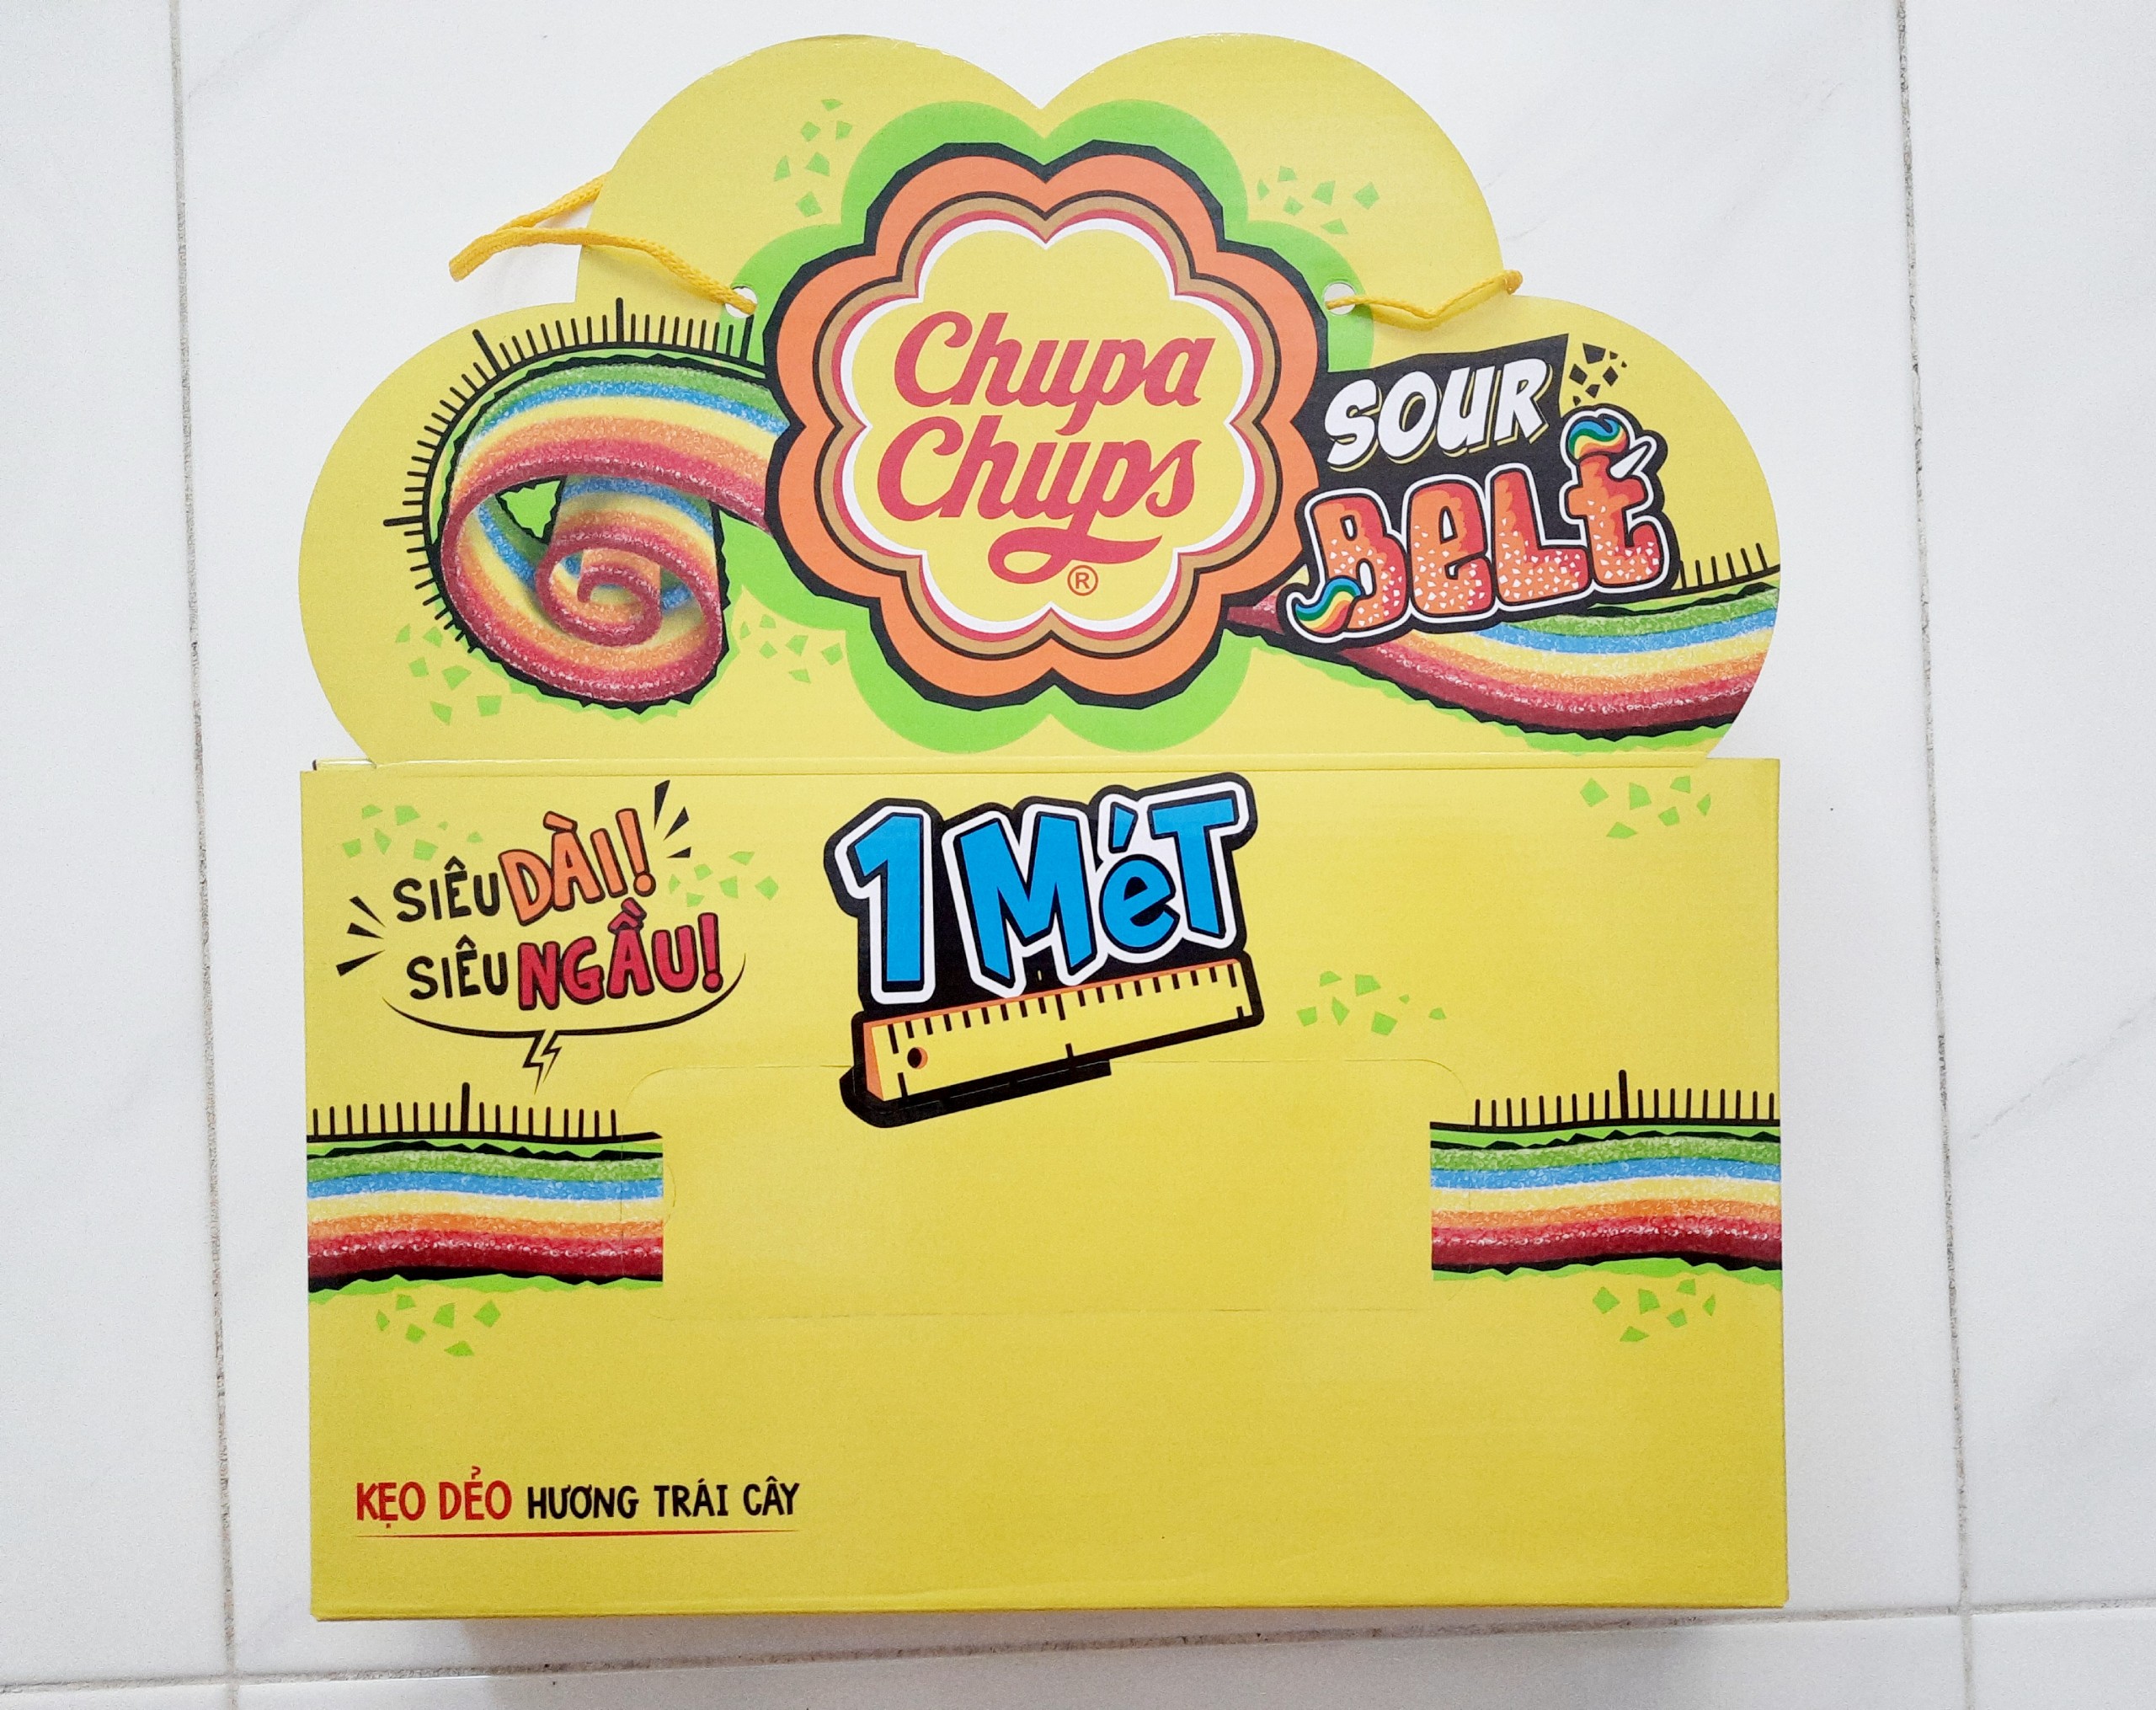 Chupa
Chups
®
SOUR
BELT
SIÊU DÀI!
SIÊU NGẦU!
1 MéT
KẸO DẺO HƯƠNG TRÁI CÂY